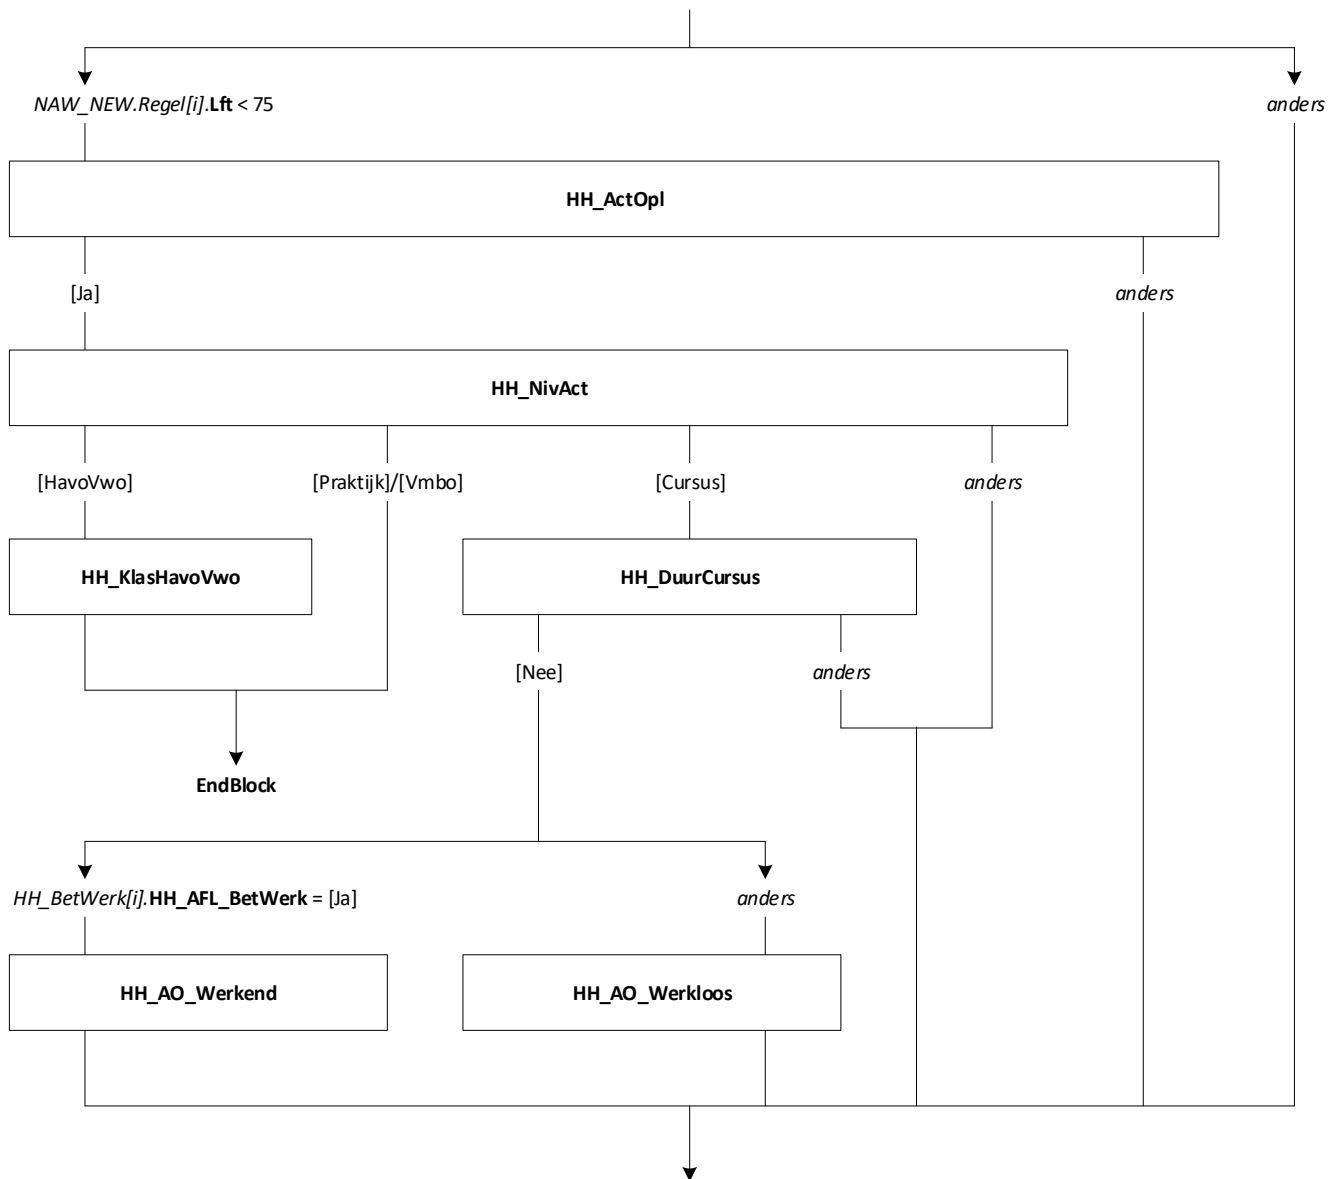 NAW_NEW.Regel[i].Lft < 75
anders
HH_ActOpl
[Ja]
anders
HH_NivAct
[HavoVwo]
[Praktijk]/[Vmbo]
[Cursus]
anders
HH_KlasHavoVwo
HH_DuurCursus
[Nee]
anders
EndBlock
HH_BetWerk[i].HH_AFL_BetWerk = [Ja]
anders
HH_AO_Werkend
HH_AO_Werkloos